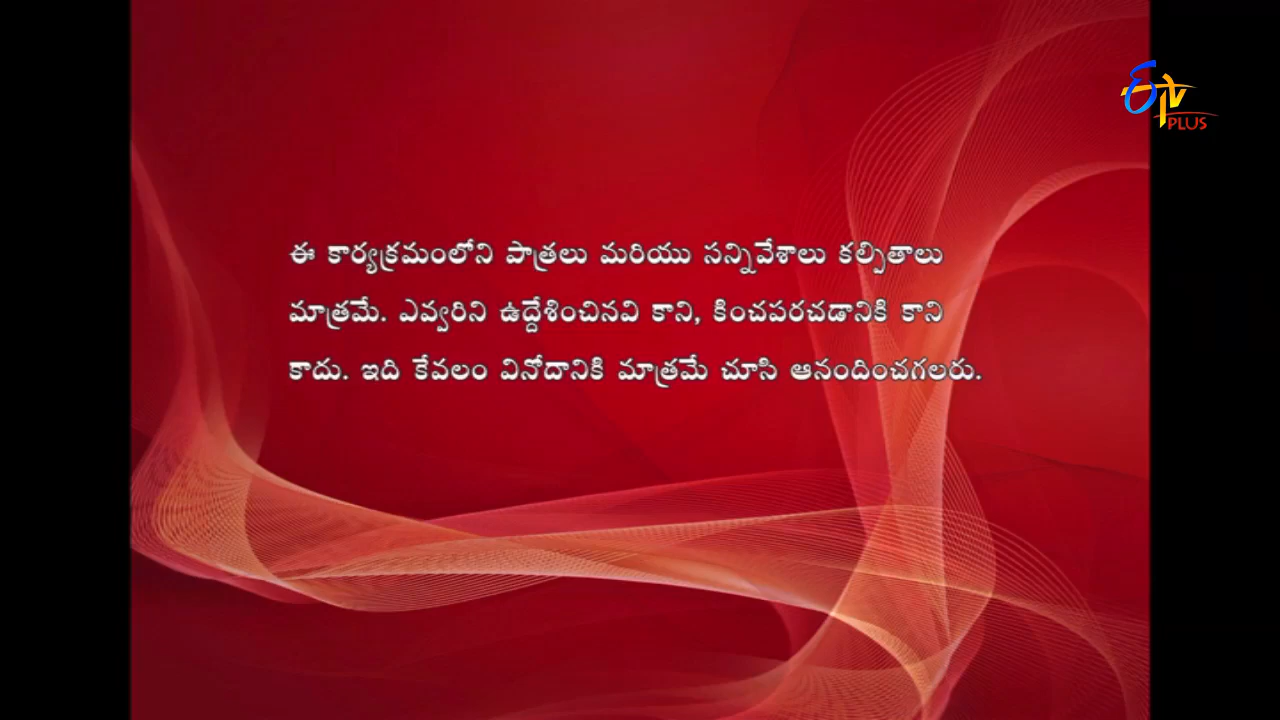 ETV
PLUS
ఈ కార్యక్రమంలోని పాత్రలు మరియు సన్నివేశాలు కల్పితాలు
మాత్రమే. ఎవ్వరిని ఉద్దేశించినవి కాని, కించపరచడానికి కాని
కాదు. ఇది కేవలం వినోదానికి మాత్రమే చూసి ఆనందించగలరు.